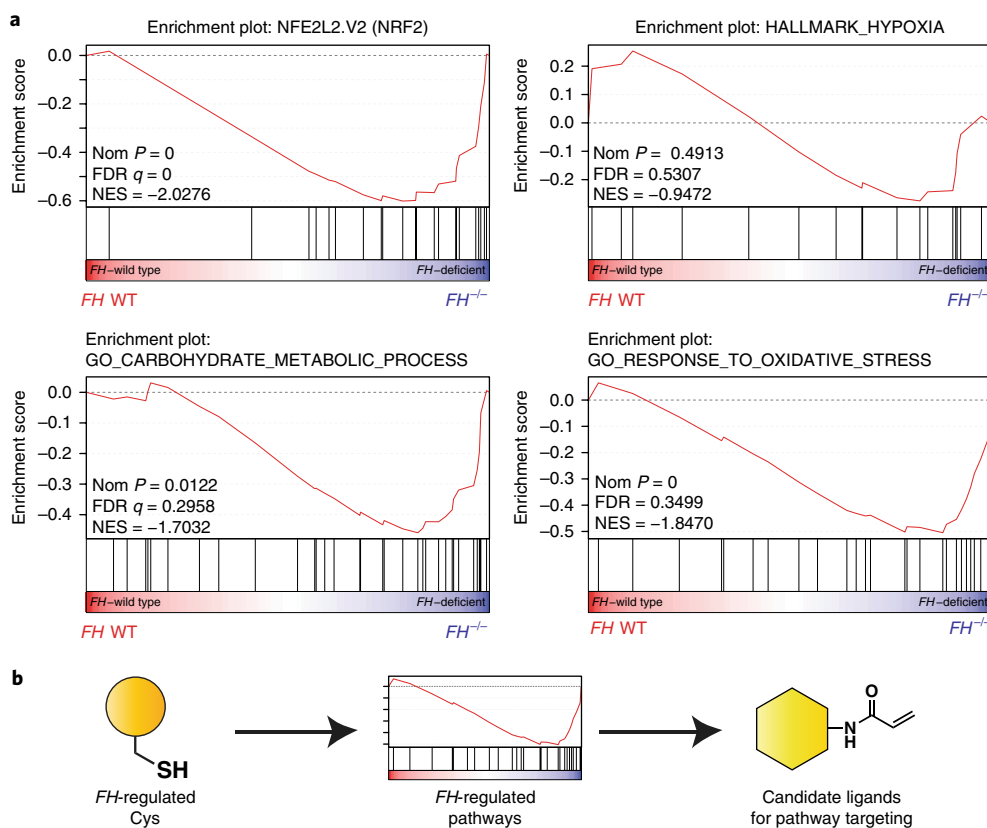 a
Enrichment plot: NFE2L2.V2 (NRF2)
Enrichment score
0.0
−0.2
−0.4
−0.6
Nom P = 0
FDR q = 0
NES = −2.0276
FH−wild type
FH−deficient
FH WT
FH−/−
Enrichment plot: HALLMARK_HYPOXIA
Enrichment score
0.2
0.1
0.0
−0.1
−0.2
Nom P = 0.4913
FDR = 0.5307
NES = −0.9472
FH−wild type
FH−deficient
FH WT
FH−/−
Enrichment plot:
GO_CARBOHYDRATE_METABOLIC_PROCESS
Enrichment score
0.0
−0.1
−0.2
−0.3
−0.4
Nom P = 0.0122
FDR q = 0.2958
NES = −1.7032
FH−wild type
FH−deficient
FH WT
FH−/−
Enrichment plot:
GO_RESPONSE_TO_OXIDATIVE_STRESS
Enrichment score
0.0
−0.1
−0.2
−0.3
−0.4
−0.5
Nom P = 0
FDR = 0.3499
NES = −1.8470
FH−wild type
FH−deficient
FH WT
FH−/−
b
SH
FH-regulated
Cys
FH-regulated
pathways
O
N
H
Candidate ligands
for pathway targeting